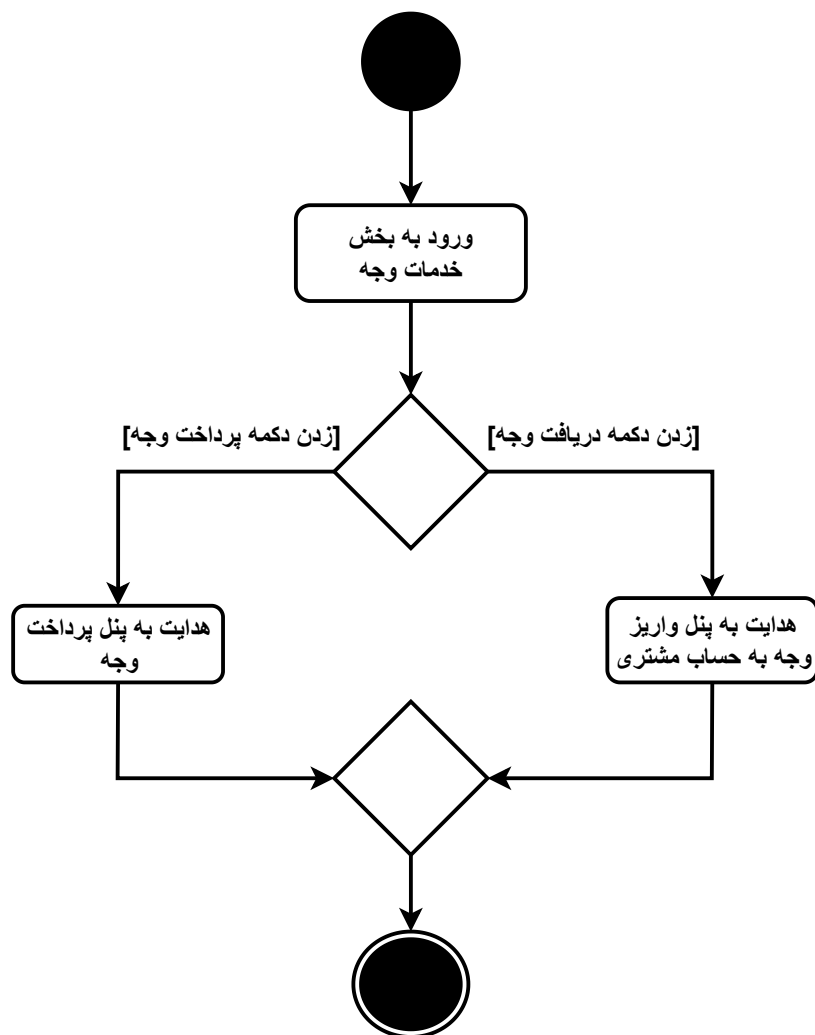 ورود به بخش
خدمات وجه
[زدن دکمه دریافت وجه]
[زدن دکمه پرداخت وجه]
هدایت به پنل واریز
وجه به حساب مشتری
هدایت به پنل پرداخت
وجه